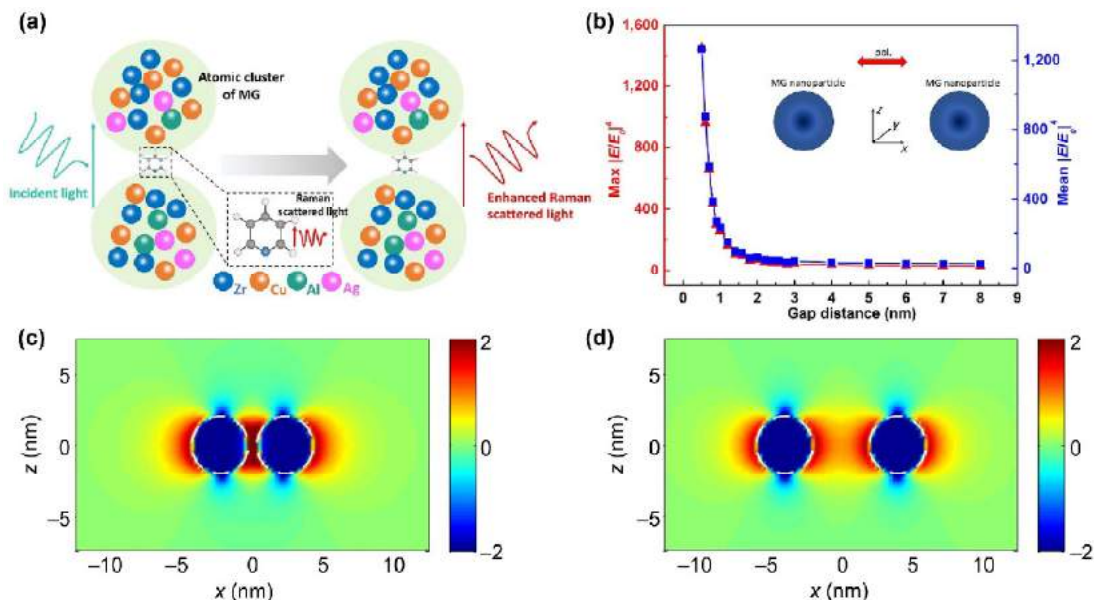 (a)
Atomic cluster
of MG
Incident light
Raman
scattered light
Enhanced Raman
scattered light
Zr Cu Al Ag
(b)
1,600
1,200
800
400
0
Max |E/E₀|⁴
pol.
MG nanoparticle MG nanoparticle
z
y
x
1,200
800
400
0
Mean |E/E₀|⁴
0 1 2 3 4 5 6 7 8 9
Gap distance (nm)
(c)
5
0
−5
z (nm)
−10 −5 0 5 10
x (nm)
2
0
−2
(d)
5
0
−5
z (nm)
−10 −5 0 5 10
x (nm)
2
0
−2